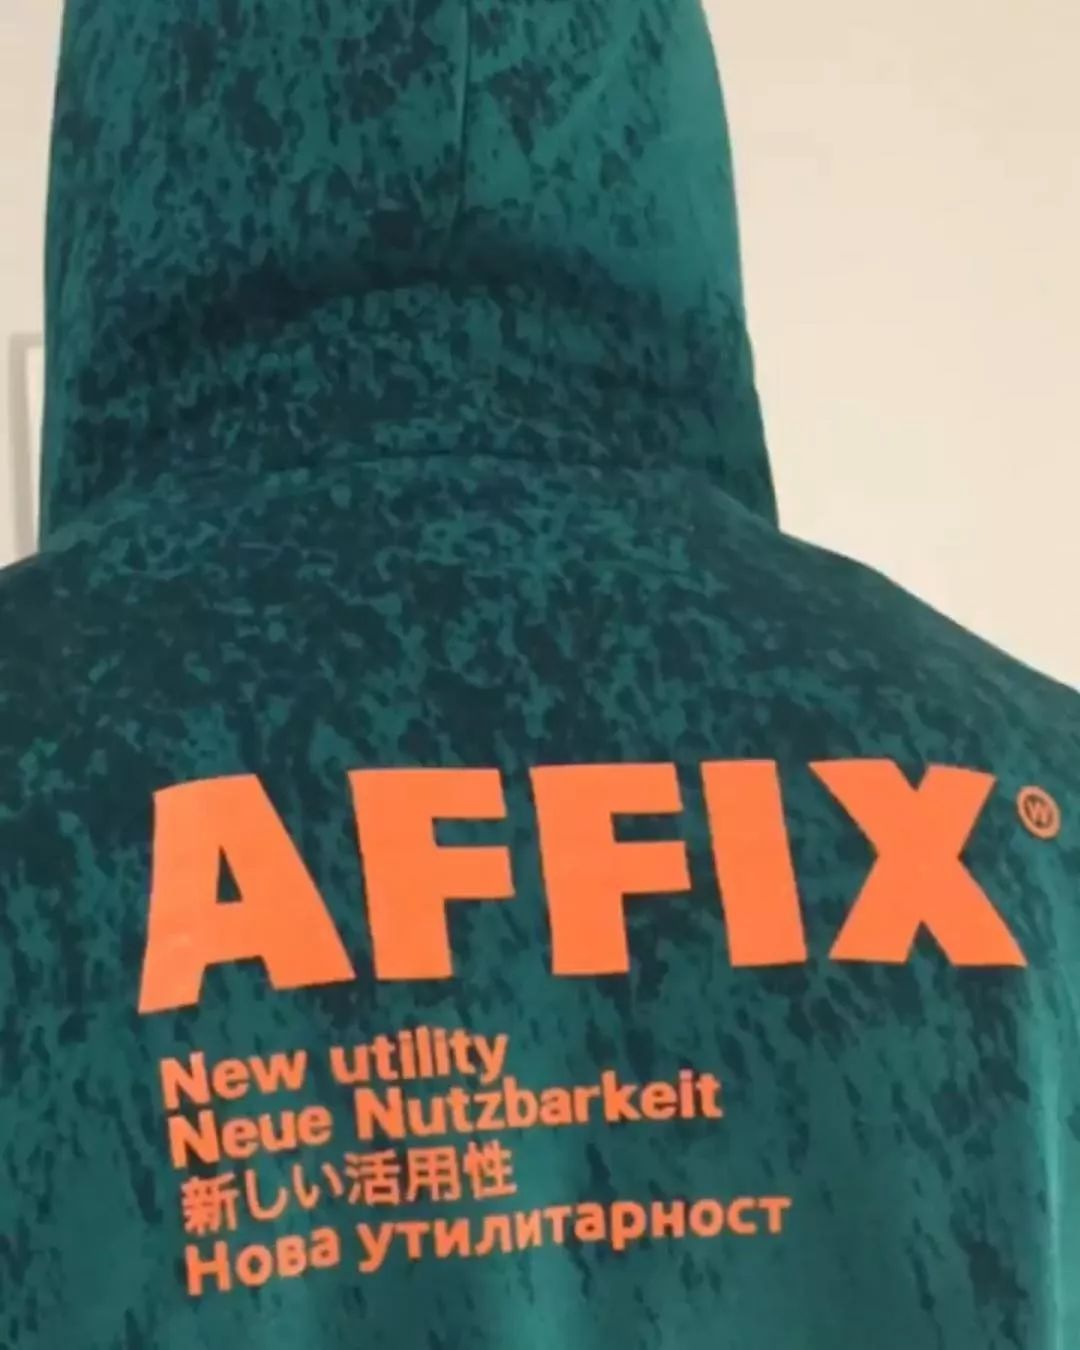 AFFIX Ⓦ
New utility
Neue Nutzbarkeit
新しい活用性
Нова утилитарност